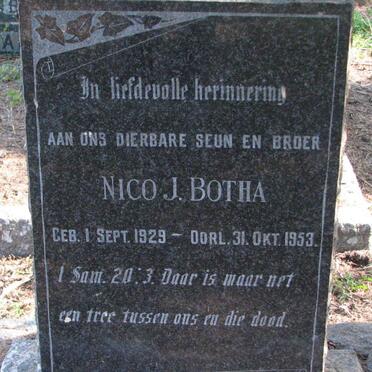 In liefdevolle herinnering
AAN ONS DIERBARE SEUN EN BROER
NICO J. BOTHA
GEB. 1 SEPT. 1929 – OORL. 31. OKT. 1953.
1 Sam. 20:3. Daar is maar net
een tree tussen ons en die dood.